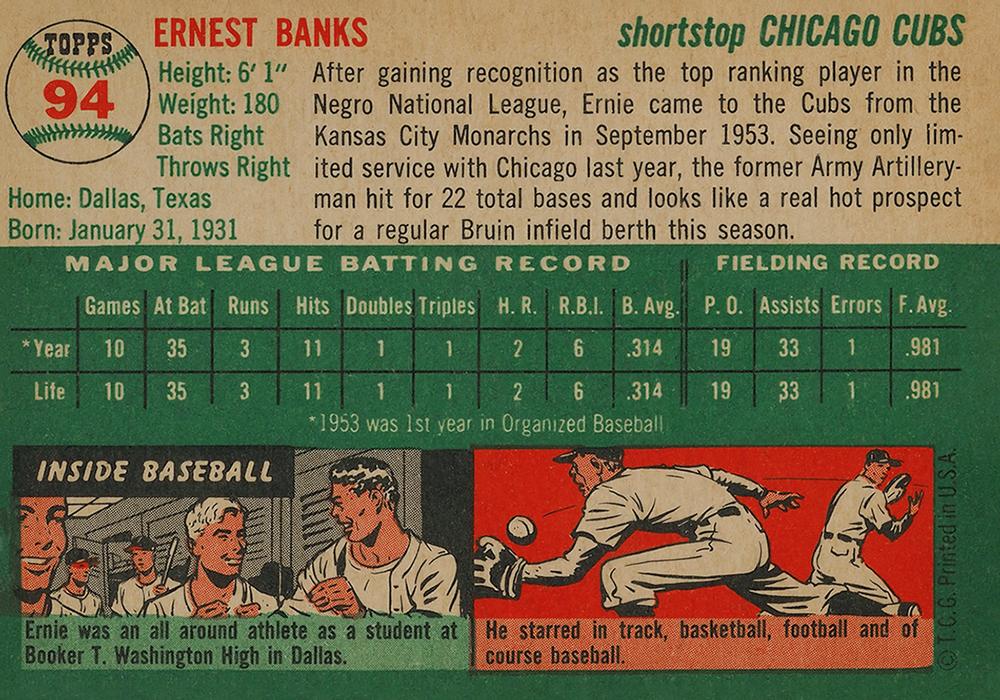 TOPPS
94
ERNEST BANKS
shortstop CHICAGO CUBS
Height: 6' 1"
Weight: 180
Bats Right
Throws Right
Home: Dallas, Texas
Born: January 31, 1931
After gaining recognition as the top ranking player in the
Negro National League, Ernie came to the Cubs from the
Kansas City Monarchs in September 1953. Seeing only lim-
ited service with Chicago last year, the former Army Artillery-
man hit for 22 total bases and looks like a real hot prospect
for a regular Bruin infield berth this season.
MAJOR LEAGUE BATTING RECORD FIELDING RECORD
Games At Bat Runs Hits Doubles Triples H. R. R.B.I. B. Avg. P. O. Assists Errors F. Avg.
*Year 10 35 3 11 1 1 2 6 .314 19 33 1 .981
Life 10 35 3 11 1 1 2 6 .314 19 33 1 .981
*1953 was 1st year in Organized Baseball
INSIDE BASEBALL
Ernie was an all around athlete as a student at
Booker T. Washington High in Dallas.
He starred in track, basketball, football and of
course baseball.
© T.C.G. Printed in U.S.A.